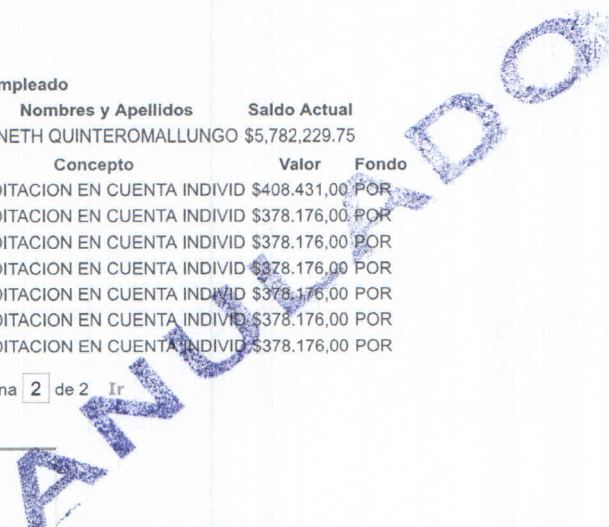 mpleado
Nombres y Apellidos Saldo Actual
NETH QUINTEROMALLUNGO $5,782,229.75
Concepto Valor Fondo
DITACION EN CUENTA INDIVID $408.431,00 POR
DITACION EN CUENTA INDIVID $378.176,00 POR
DITACION EN CUENTA INDIVID $378.176,00 POR
DITACION EN CUENTA INDIVID $378.176,00 POR
DITACION EN CUENTA INDIVID $378.176,00 POR
DITACION EN CUENTA INDIVID $378.176,00 POR
DITACION EN CUENTA INDIVID $378.176,00 POR
na 2 de 2 Ir
ANULADO